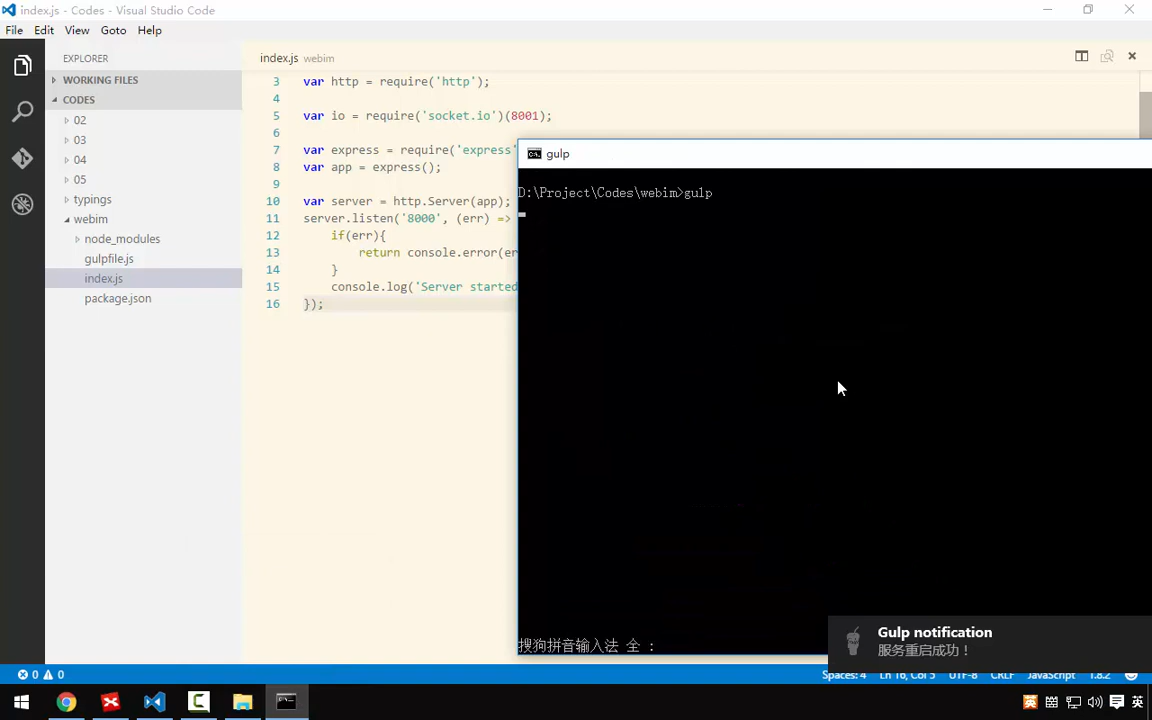 index.js - Codes - Visual Studio Code
File Edit View Goto Help
EXPLORER
WORKING FILES
CODES
02
03
04
05
typings
webim
node_modules
gulpfile.js
index.js
package.json
index.js webim
3 var http = require('http');
4
5 var io = require('socket.io')(8001);
6
7 var express = require('express'
8 var app = express();
9
10 var server = http.Server(app);
11 server.listen('8000', (err) =>
12 if(err){
13 return console.error(er
14 }
15 console.log('Server started
16 });
gulp
D:\Project\Codes\webim>gulp
搜狗拼音输入法 全 :
Gulp notification
服务重启成功！
0 0
Spaces: 4 Ln 16, Col 5 UTF-8 CRLF JavaScript 1.8.2
英 英